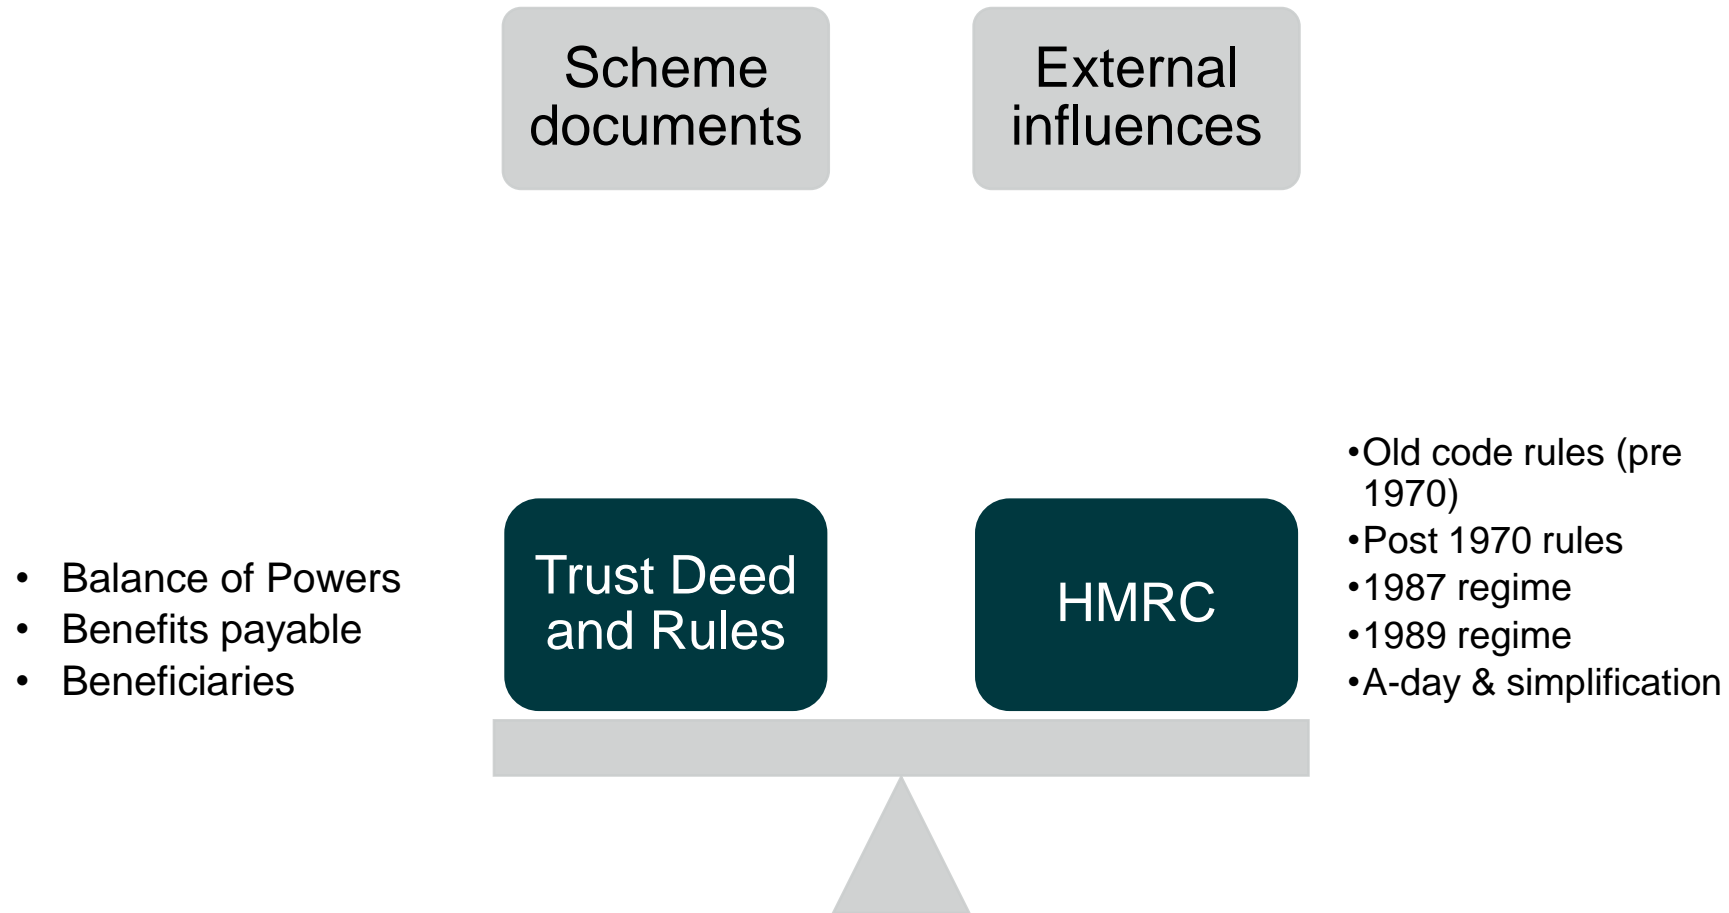 Scheme
documents
External
influences
• Balance of Powers
• Benefits payable
• Beneficiaries
Trust Deed
and Rules
HMRC
•Old code rules (pre
1970)
•Post 1970 rules
•1987 regime
•1989 regime
•A-day & simplification